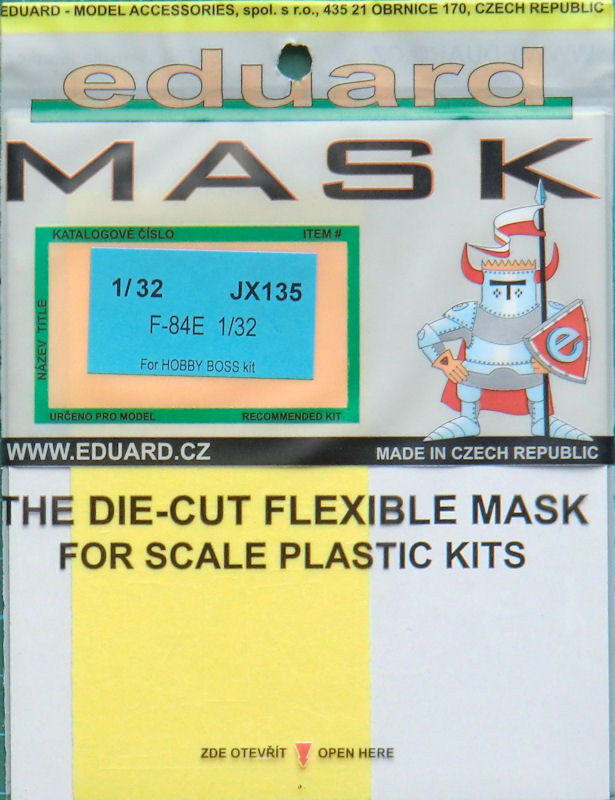 EDUARD - MODEL ACCESSORIES, spol. s r.o., 435 21 OBRNICE 170, CZECH REPUBLIC
eduard
MASK
KATALOGOVÉ ČÍSLO ITEM #
1/32 JX135
F-84E 1/32
For HOBBY BOSS kit
NÁZEV TITLE
URČENO PRO MODEL RECOMMENDED KIT
e
WWW.EDUARD.CZ MADE IN CZECH REPUBLIC
THE DIE-CUT FLEXIBLE MASK
FOR SCALE PLASTIC KITS
ZDE OTEVŘÍT OPEN HERE